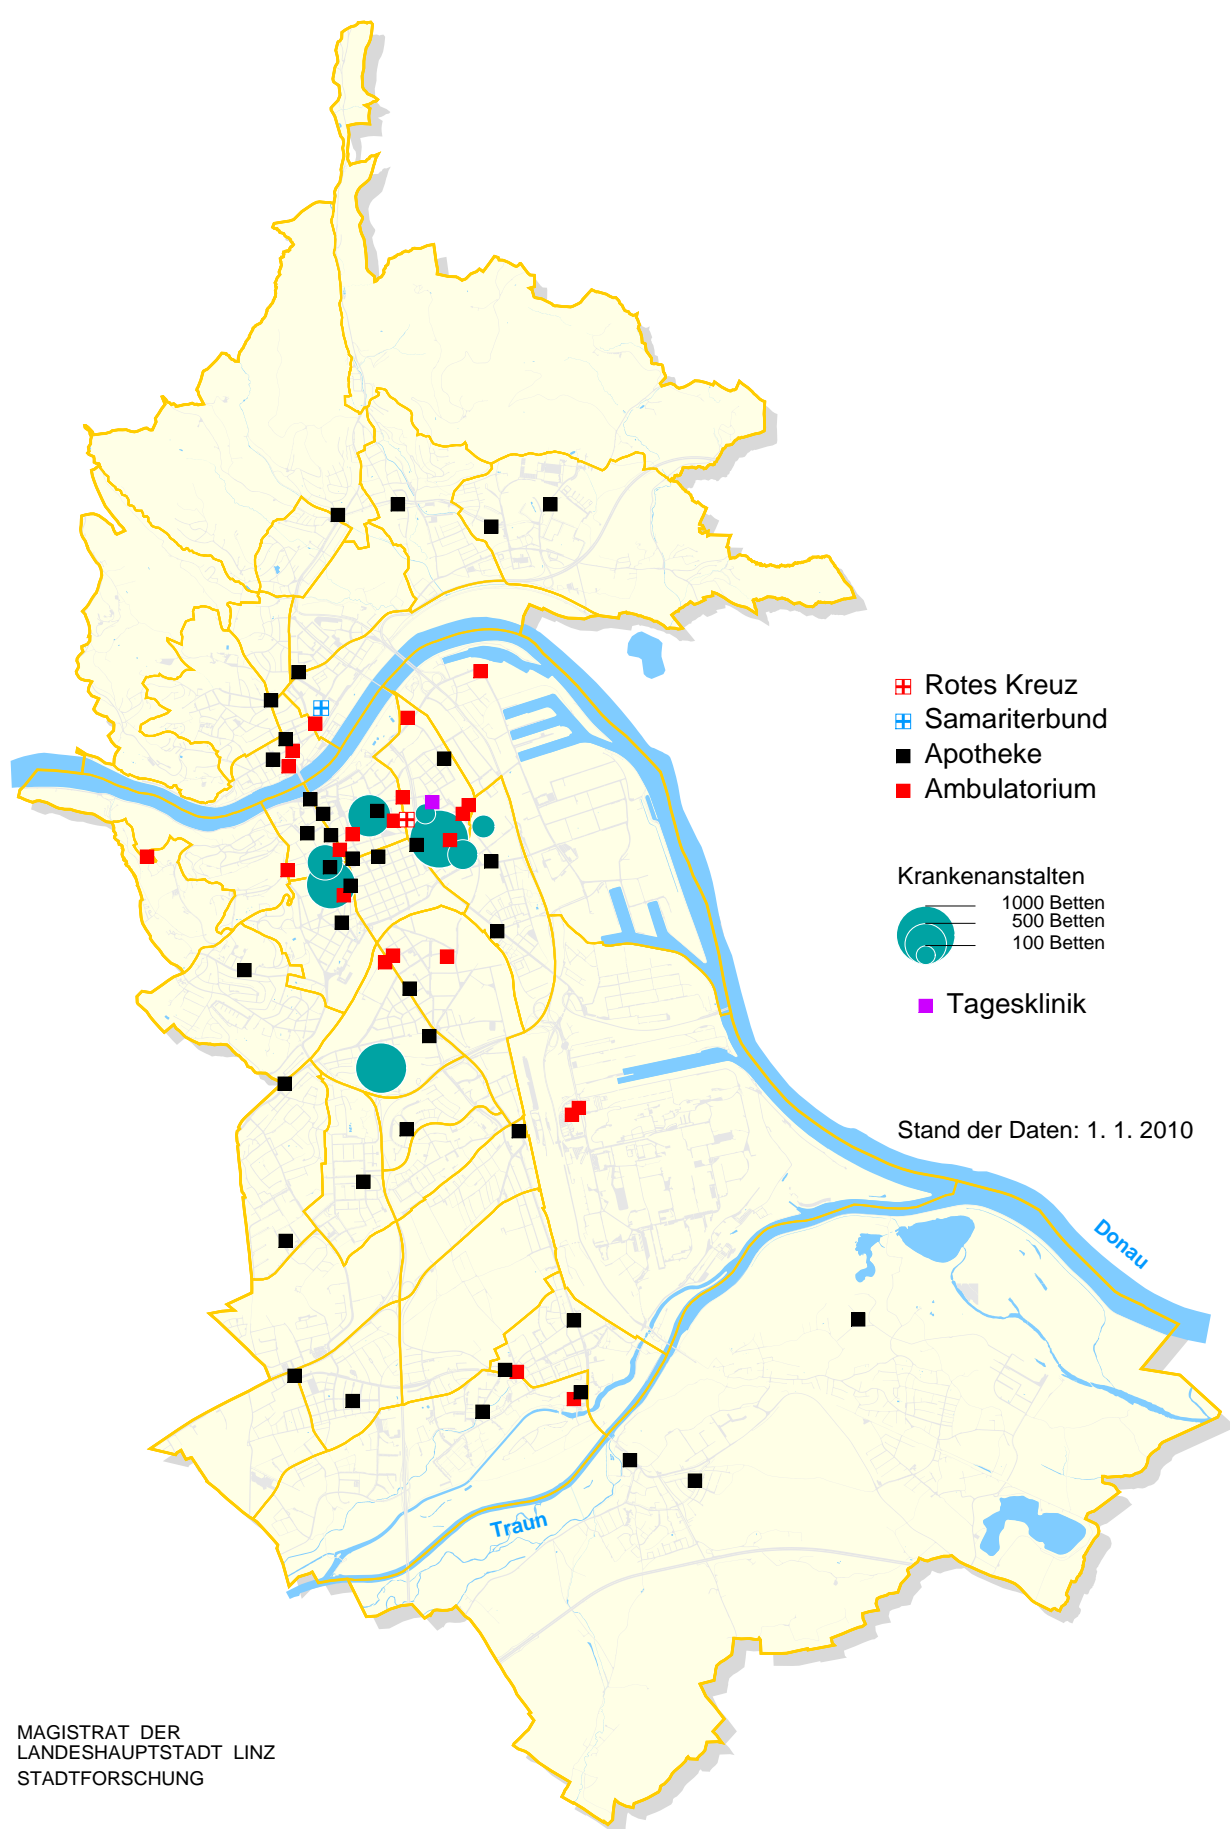 Rotes Kreuz
Samariterbund
Apotheke
Ambulatorium
Krankenanstalten
1000 Betten
500 Betten
100 Betten
Tagesklinik
Stand der Daten: 1. 1. 2010
Donau
Traun
MAGISTRAT DER
LANDESHAUPTSTADT LINZ
STADTFORSCHUNG